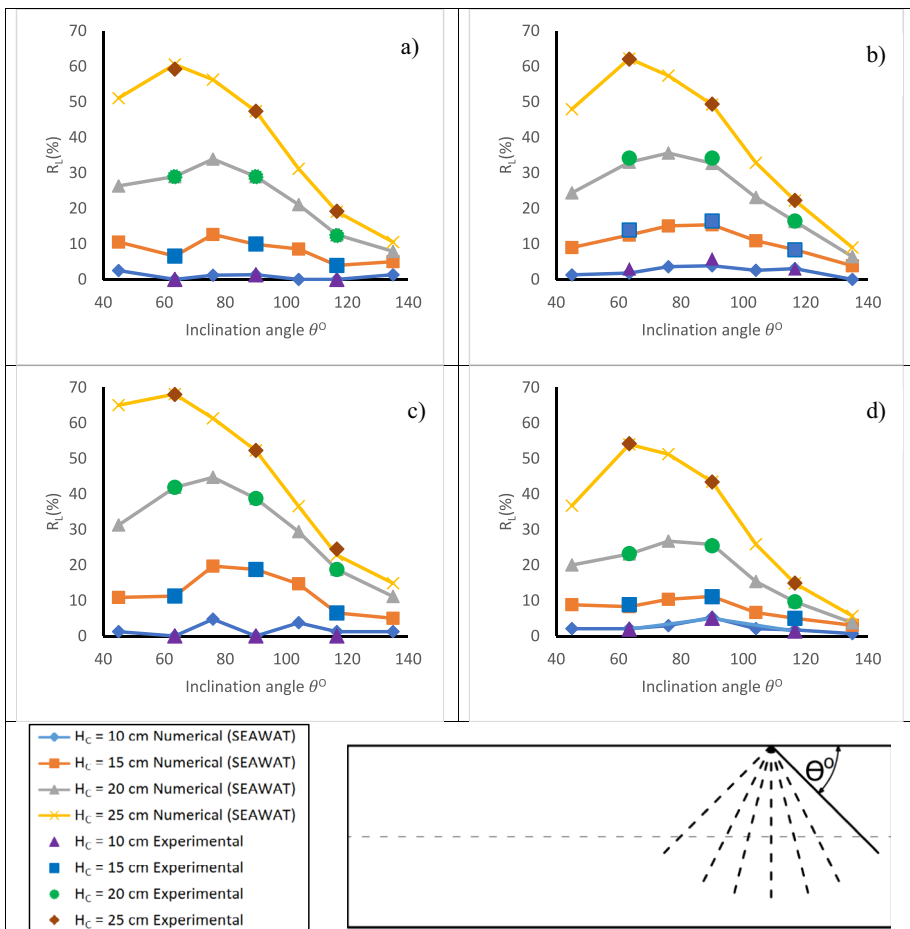 a)
70
60
50
40
30
20
10
0
R_L(%)
40 60 80 100 120 140
Inclination angle θ^O
b)
70
60
50
40
30
20
10
0
R_L(%)
40 60 80 100 120 140
Inclination angle θ^O
c)
70
60
50
40
30
20
10
0
R_L(%)
40 60 80 100 120 140
Inclination angle θ^O
d)
70
60
50
40
30
20
10
0
R_L(%)
40 60 80 100 120 140
Inclination angle θ^O
H_C = 10 cm Numerical (SEAWAT)
H_C = 15 cm Numerical (SEAWAT)
H_C = 20 cm Numerical (SEAWAT)
H_C = 25 cm Numerical (SEAWAT)
H_C = 10 cm Experimental
H_C = 15 cm Experimental
H_C = 20 cm Experimental
H_C = 25 cm Experimental
Θ^O